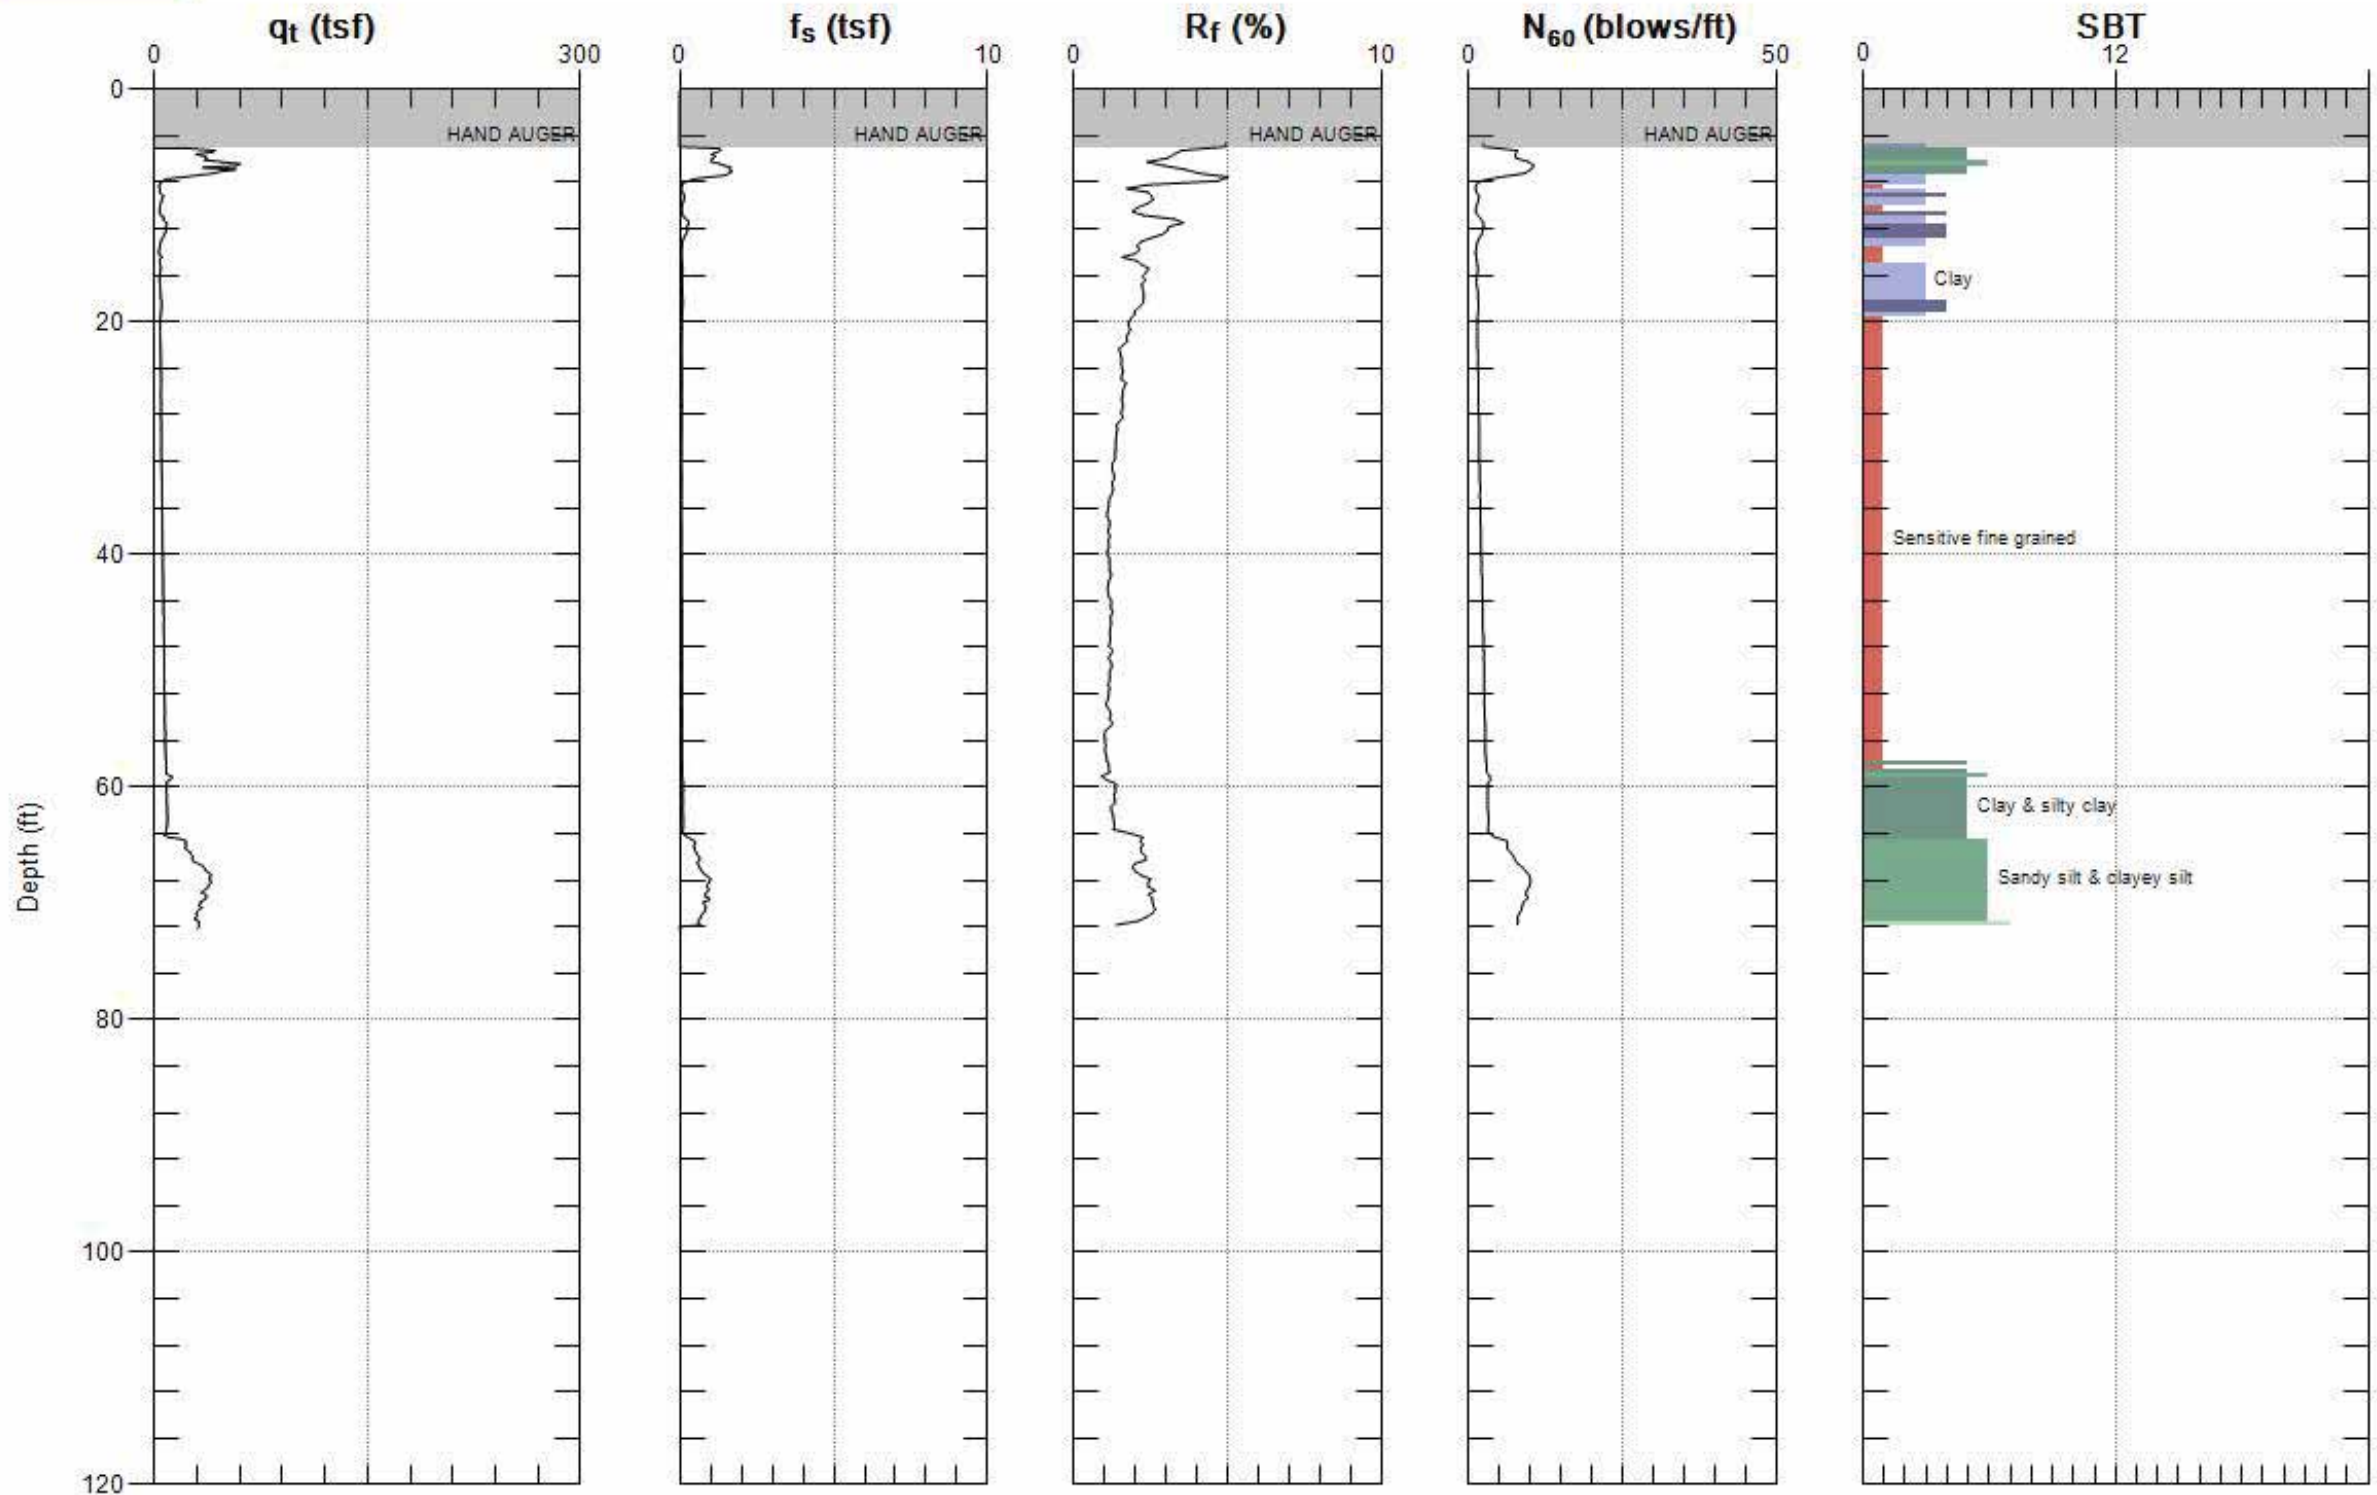 qt (tsf) fs (tsf) Rf (%) N60 (blows/ft) SBT
0 300 0 10 0 10 0 50 0 12
0
HAND AUGER HAND AUGER HAND AUGER HAND AUGER
Clay
20
Sensitive fine grained
40
60
Clay & silty clay
Depth (ft)
Sandy silt & clayey silt
80
100
120